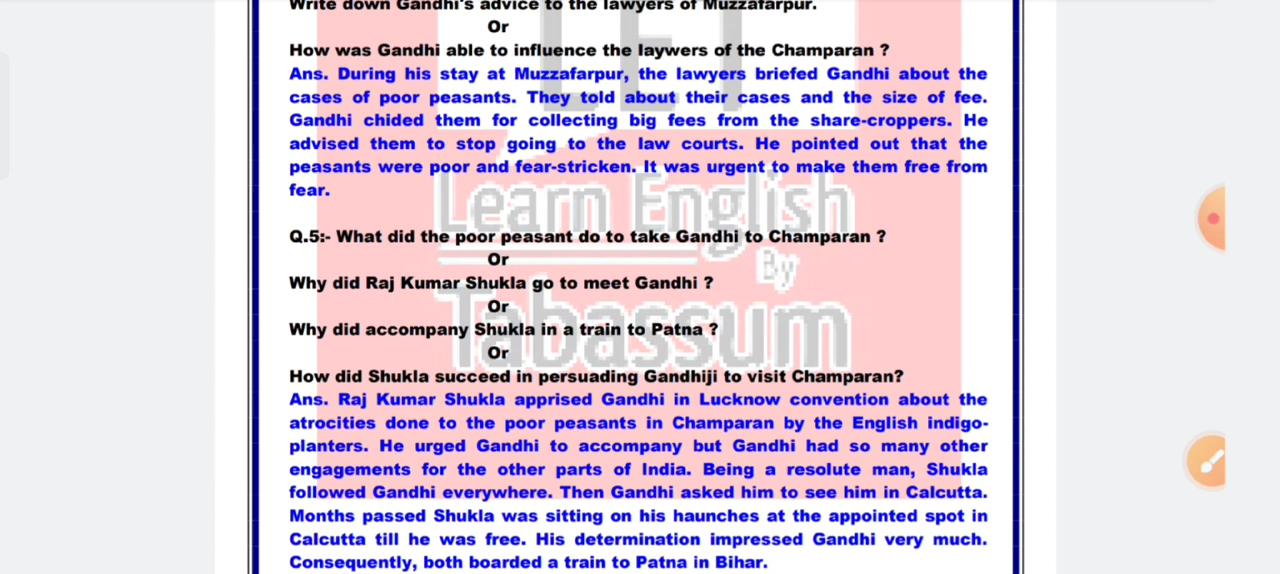 Write down Gandhi's advice to the lawyers of Muzzafarpur.
Or
How was Gandhi able to influence the laywers of the Champaran ?
Ans. During his stay at Muzzafarpur, the lawyers briefed Gandhi about the
cases of poor peasants. They told about their cases and the size of fee.
Gandhi chided them for collecting big fees from the share-croppers. He
advised them to stop going to the law courts. He pointed out that the
peasants were poor and fear-stricken. It was urgent to make them free from
fear.
Q.5:- What did the poor peasant do to take Gandhi to Champaran ?
Or
Why did Raj Kumar Shukla go to meet Gandhi ?
Or
Why did accompany Shukla in a train to Patna ?
Or
How did Shukla succeed in persuading Gandhiji to visit Champaran?
Ans. Raj Kumar Shukla apprised Gandhi in Lucknow convention about the
atrocities done to the poor peasants in Champaran by the English indigo-
planters. He urged Gandhi to accompany but Gandhi had so many other
engagements for the other parts of India. Being a resolute man, Shukla
followed Gandhi everywhere. Then Gandhi asked him to see him in Calcutta.
Months passed Shukla was sitting on his haunches at the appointed spot in
Calcutta till he was free. His determination impressed Gandhi very much.
Consequently, both boarded a train to Patna in Bihar.
LET
Learn English
By
Tabassum